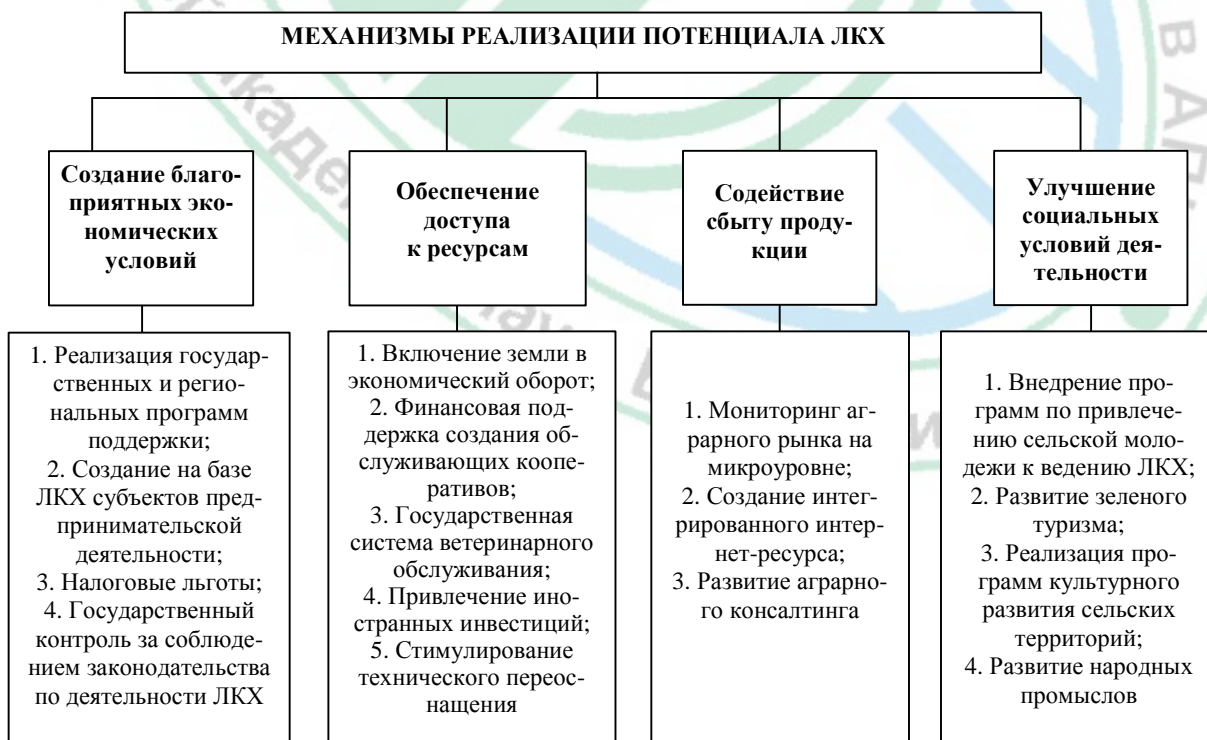 МЕХАНИЗМЫ РЕАЛИЗАЦИИ ПОТЕНЦИАЛА ЛКХ
Создание благо-
приятных эко-
номических
условий
Обеспечение
доступа
к ресурсам
Содействие
сбыту проду-
кции
Улучшение
социальных
условий дея-
тельности
1. Реализация государ-
ственных и регио-
нальных программ
поддержки;
2. Создание на базе
ЛКХ субъектов пред-
принимательской
деятельности;
3. Налоговые льготы;
4. Государственный
контроль за соблюде-
нием законодательства
по деятельности ЛКХ
1. Включение земли в
экономический оборот;
2. Финансовая под-
держка создания об-
служивающих коопе-
ративов;
3. Государственная
система ветеринарного
обслуживания;
4. Привлечение ино-
странных инвестиций;
5. Стимулирование
технического переос-
нащения
1. Мониторинг аг-
рарного рынка на
микроуровне;
2. Создание интег-
рированного интер-
нет-ресурса;
3. Развитие аграрно-
го консалтинга
1. Внедрение про-
грамм по привлече-
нию сельской моло-
дежи к ведению ЛКХ;
2. Развитие зеленого
туризма;
3. Реализация про-
грамм культурного
развития сельских
территорий;
4. Развитие народных
промыслов